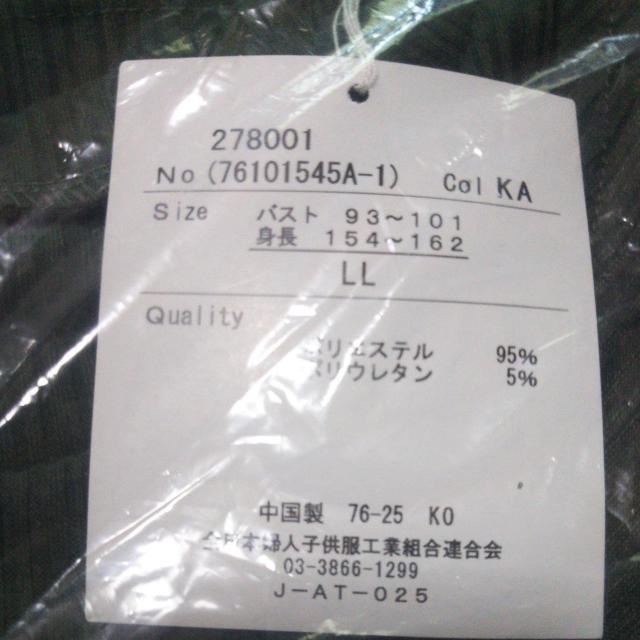 278001
No (76101545A-1) Col KA
Size バスト 93～101
身長 154～162
LL
Quality
ポリエステル 95%
ポリウレタン 5%
中国製 76-25 KO
全日本婦人子供服工業組合連合会
03-3866-1299
J-AT-025